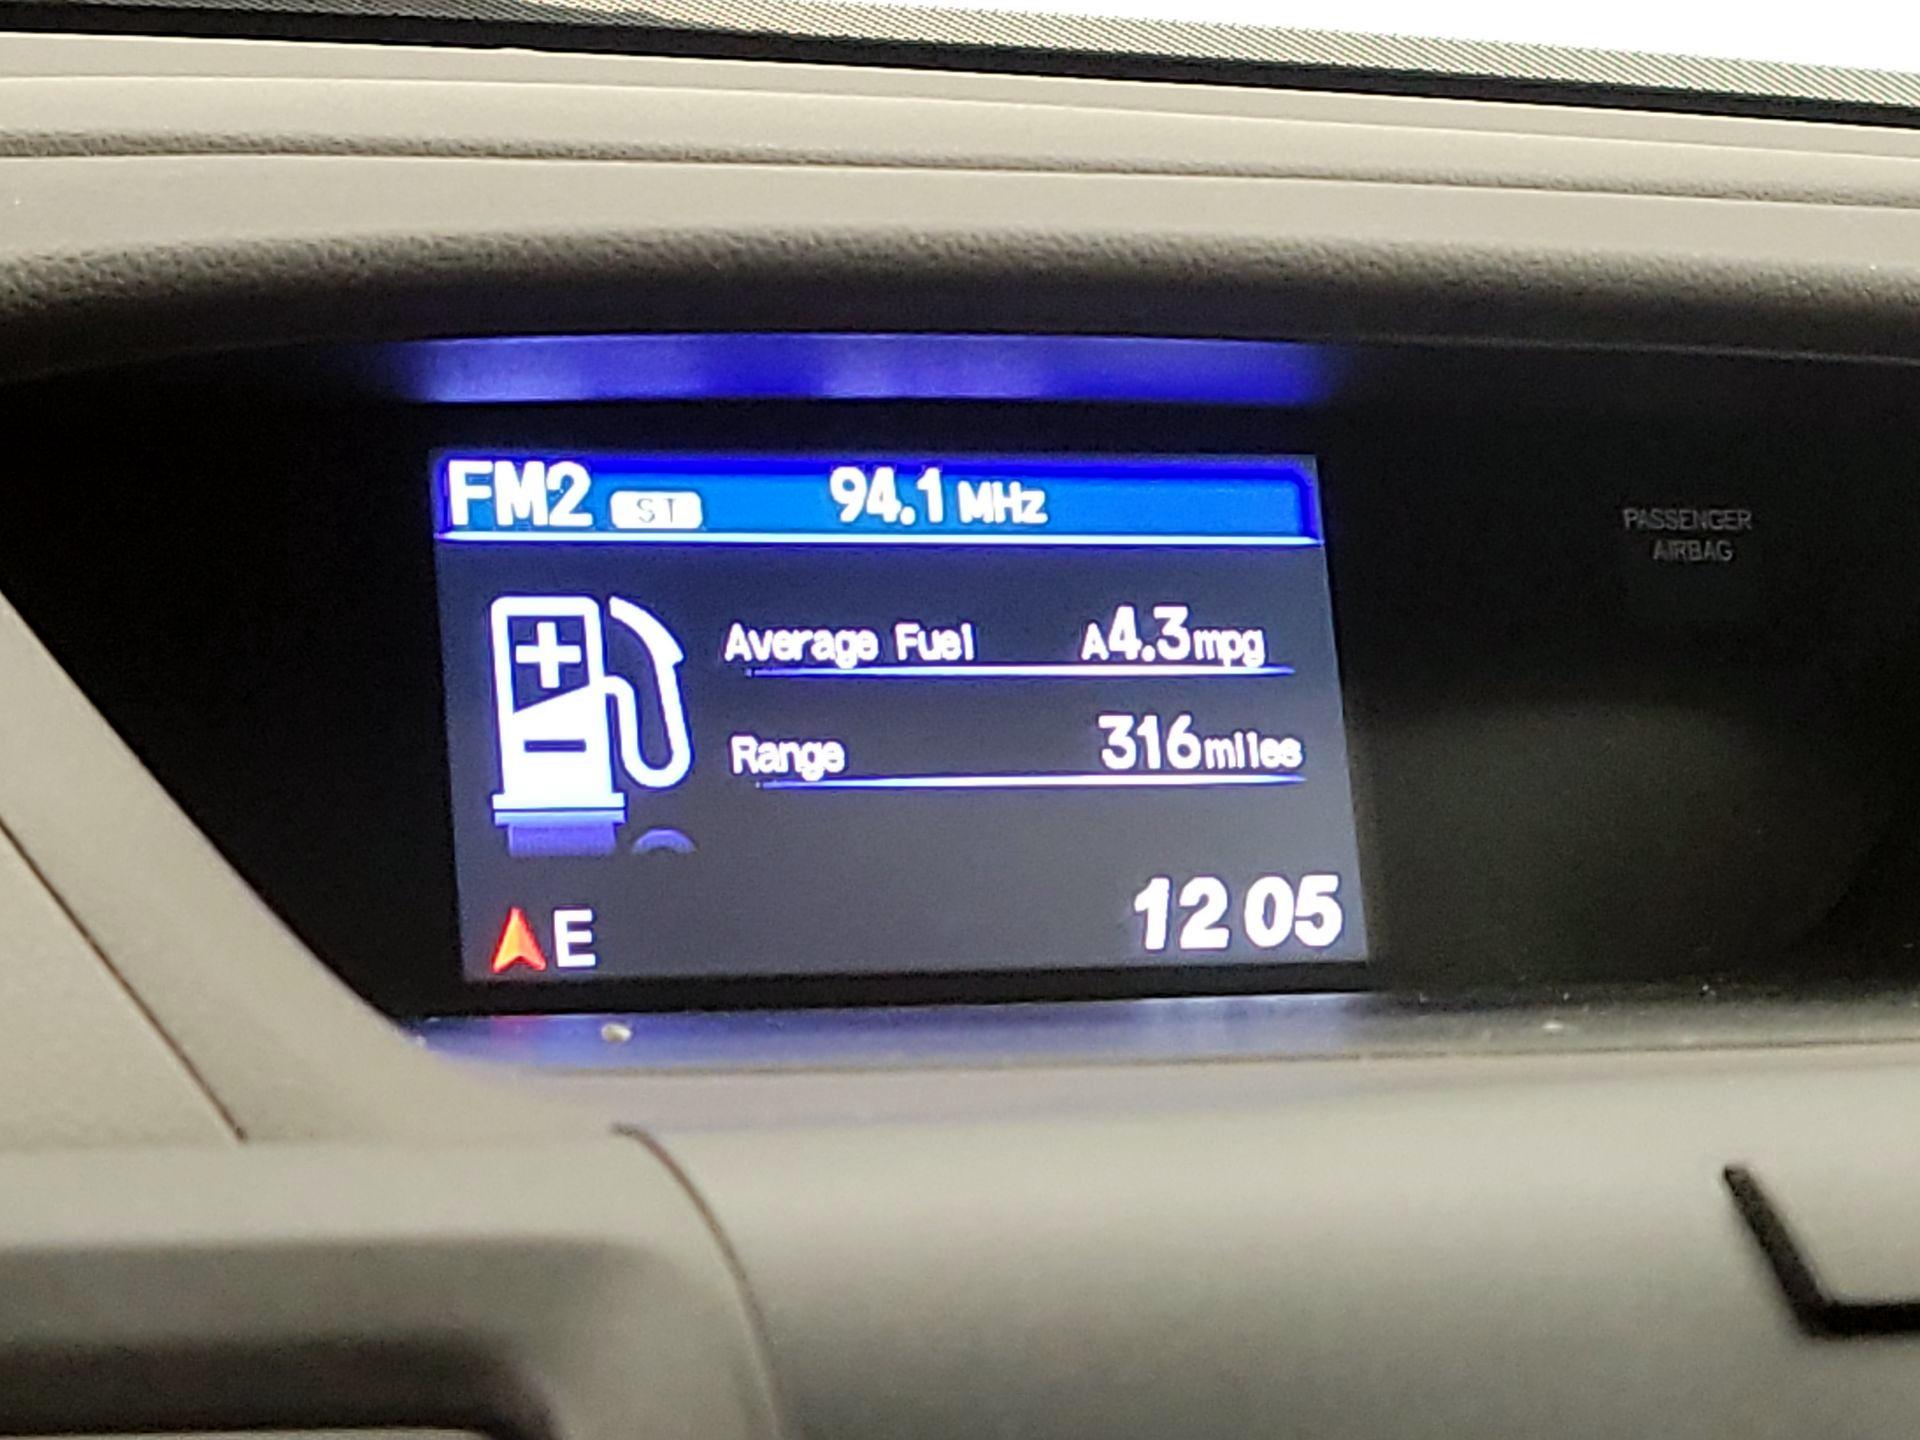 FM2 ST 94.1 MHz
PASSENGER
AIRBAG
Average Fuel A4.3mpg
Range 316miles
E 12 05